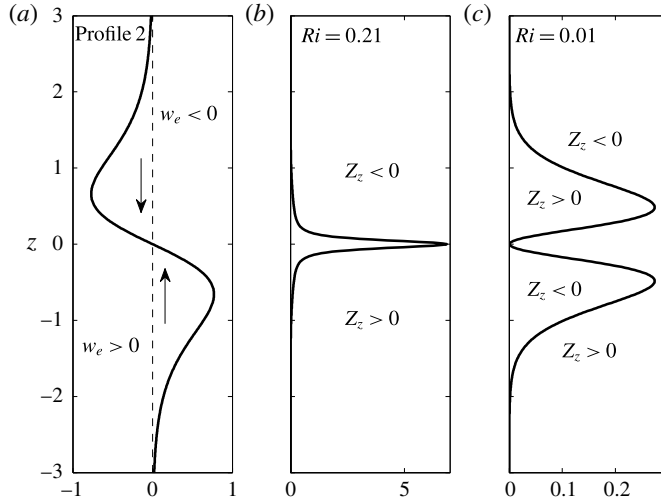 (a)
(b)
(c)
Profile 2
Ri = 0.21
Ri = 0.01
w_e < 0
w_e > 0
Z_z < 0
Z_z > 0
Z_z < 0
Z_z > 0
Z_z < 0
Z_z > 0
z
3
2
1
0
−1
−2
−3
−1
0
1
0
5
0
0.1
0.2